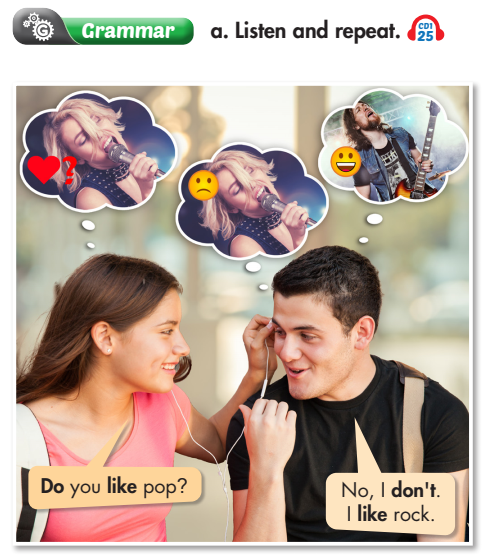 G Grammar a. Listen and repeat. CD1 25
?
Do you like pop?
No, I don't.
I like rock.